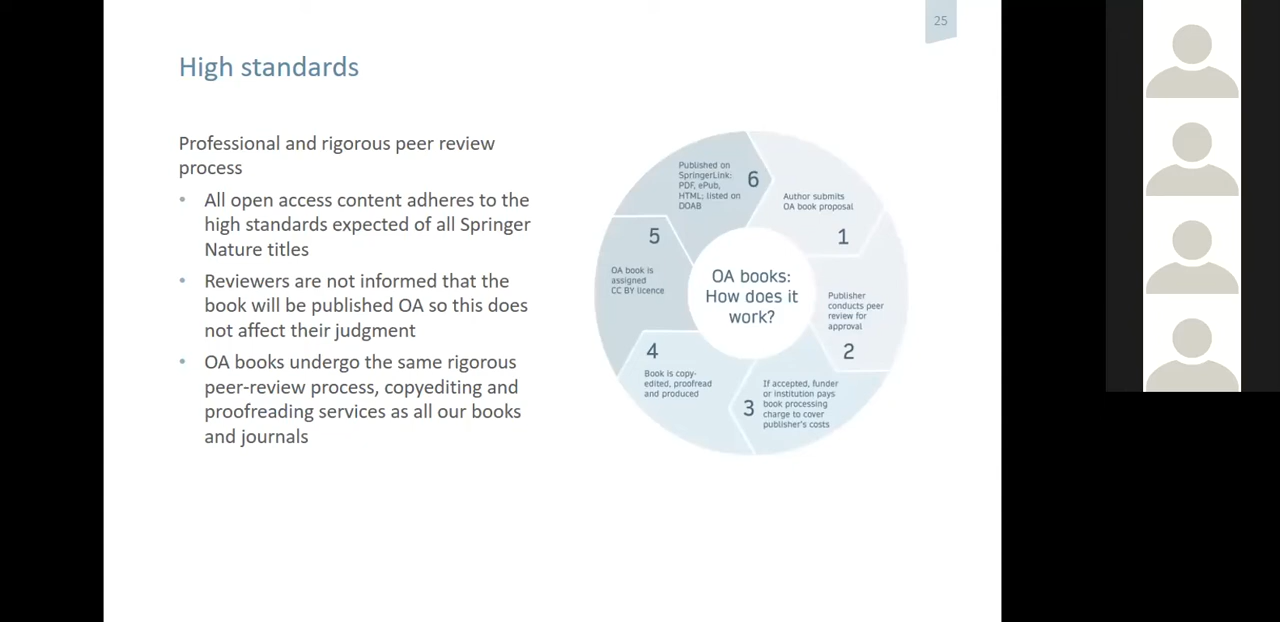 25
High standards
Professional and rigorous peer review
process
• All open access content adheres to the
high standards expected of all Springer
Nature titles
• Reviewers are not informed that the
book will be published OA so this does
not affect their judgment
• OA books undergo the same rigorous
peer-review process, copyediting and
proofreading services as all our books
and journals
OA books:
How does it
work?
Author submits
OA book proposal
1
Publisher
conducts peer
review for
approval
2
If accepted, funder
or institution pays
book processing
charge to cover
publisher's costs
3
4
Book is copy-
edited, proofread
and produced
5
OA book is
assigned
CC BY licence
Published on
SpringerLink:
PDF, ePub,
HTML; listed on
DOAB
6